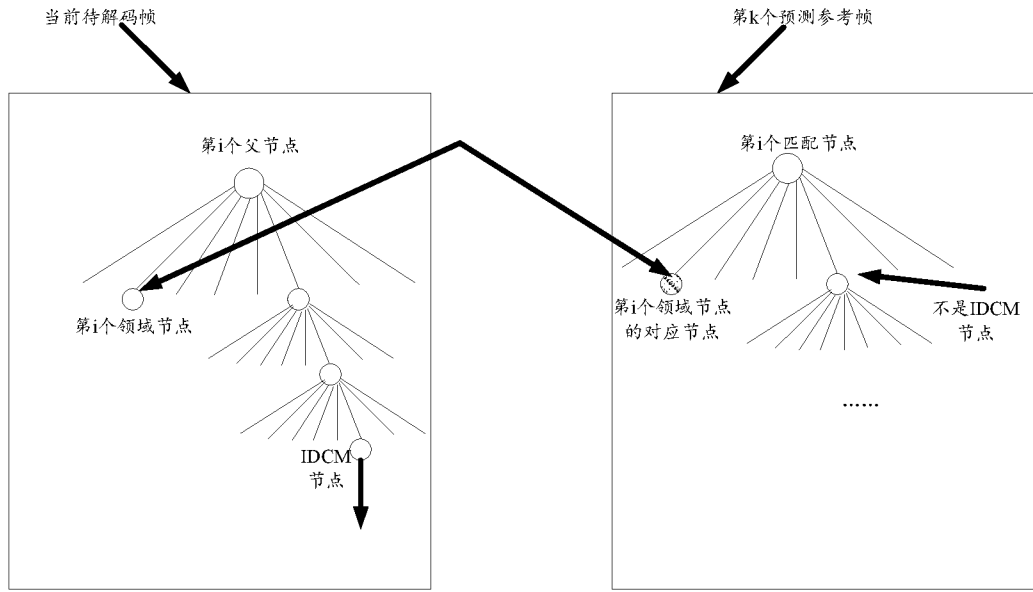 当前待解码帧
第k个预测参考帧
第i个父节点
第i个匹配节点
第i个领域节点
第i个领域节点
的对应节点
不是IDCM
节点
......
IDCM
节点